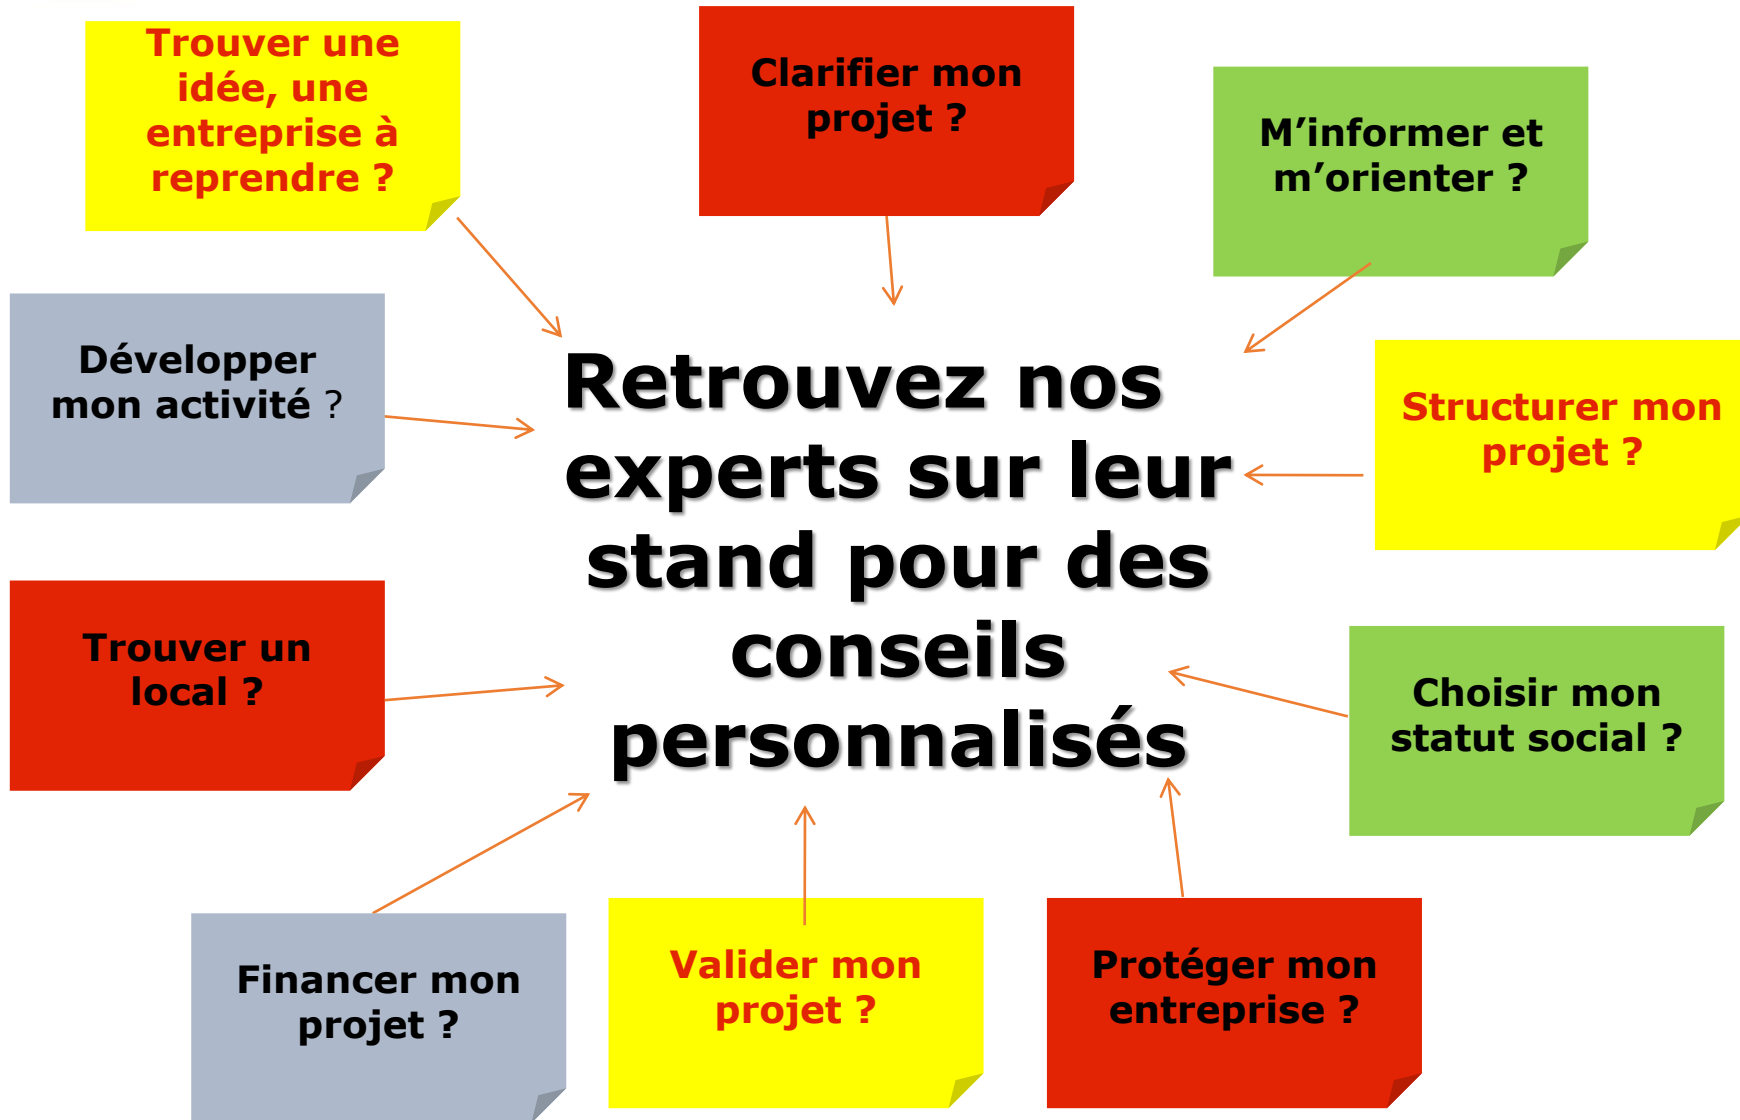 Trouver une
idée, une
entreprise à
reprendre ?
Clarifier mon
projet ?
M’informer et
m’orienter ?
Développer
mon activité ?
Retrouvez nos
experts sur leur
stand pour des
conseils
personnalisés
Structurer mon
projet ?
Trouver un
local ?
Choisir mon
statut social ?
Financer mon
projet ?
Valider mon
projet ?
Protéger mon
entreprise ?